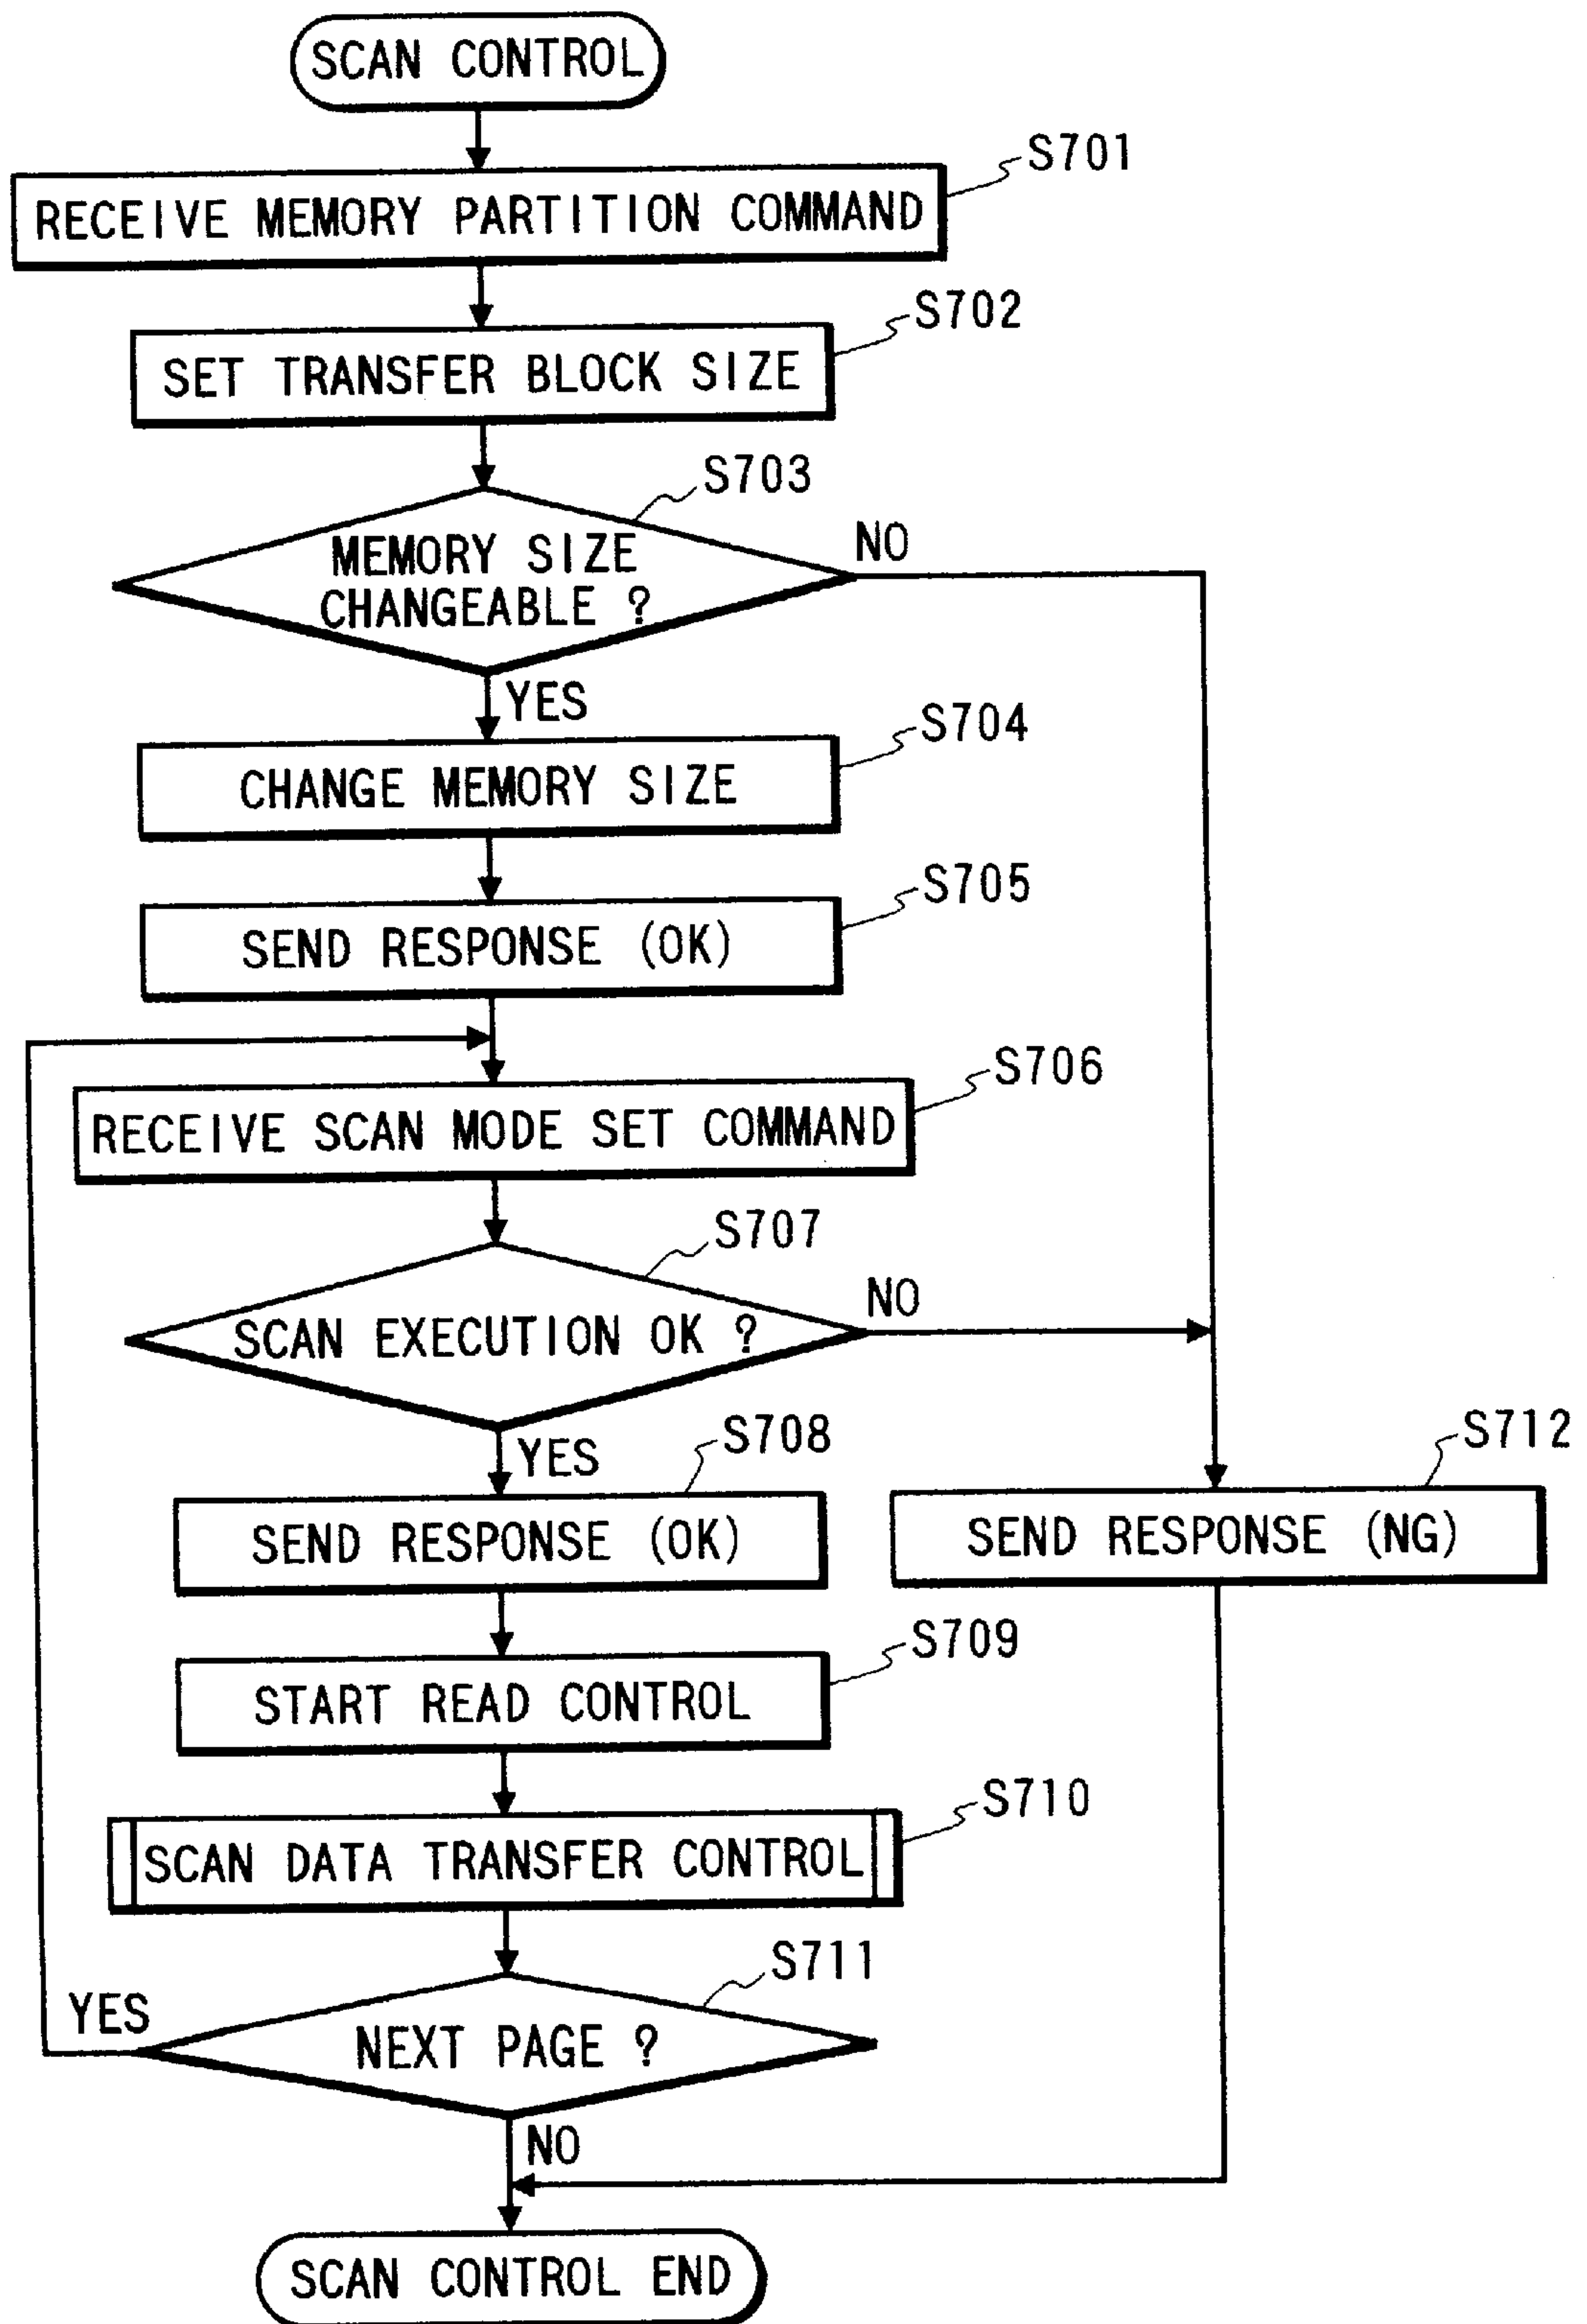 SCAN CONTROL
S701
RECEIVE MEMORY PARTITION COMMAND
S702
SET TRANSFER BLOCK SIZE
S703
MEMORY SIZE
CHANGEABLE ?
NO
YES
S704
CHANGE MEMORY SIZE
S705
SEND RESPONSE (OK)
S706
RECEIVE SCAN MODE SET COMMAND
S707
SCAN EXECUTION OK ?
NO
YES
S708
SEND RESPONSE (OK)
S712
SEND RESPONSE (NG)
S709
START READ CONTROL
S710
SCAN DATA TRANSFER CONTROL
S711
NEXT PAGE ?
YES
NO
SCAN CONTROL END